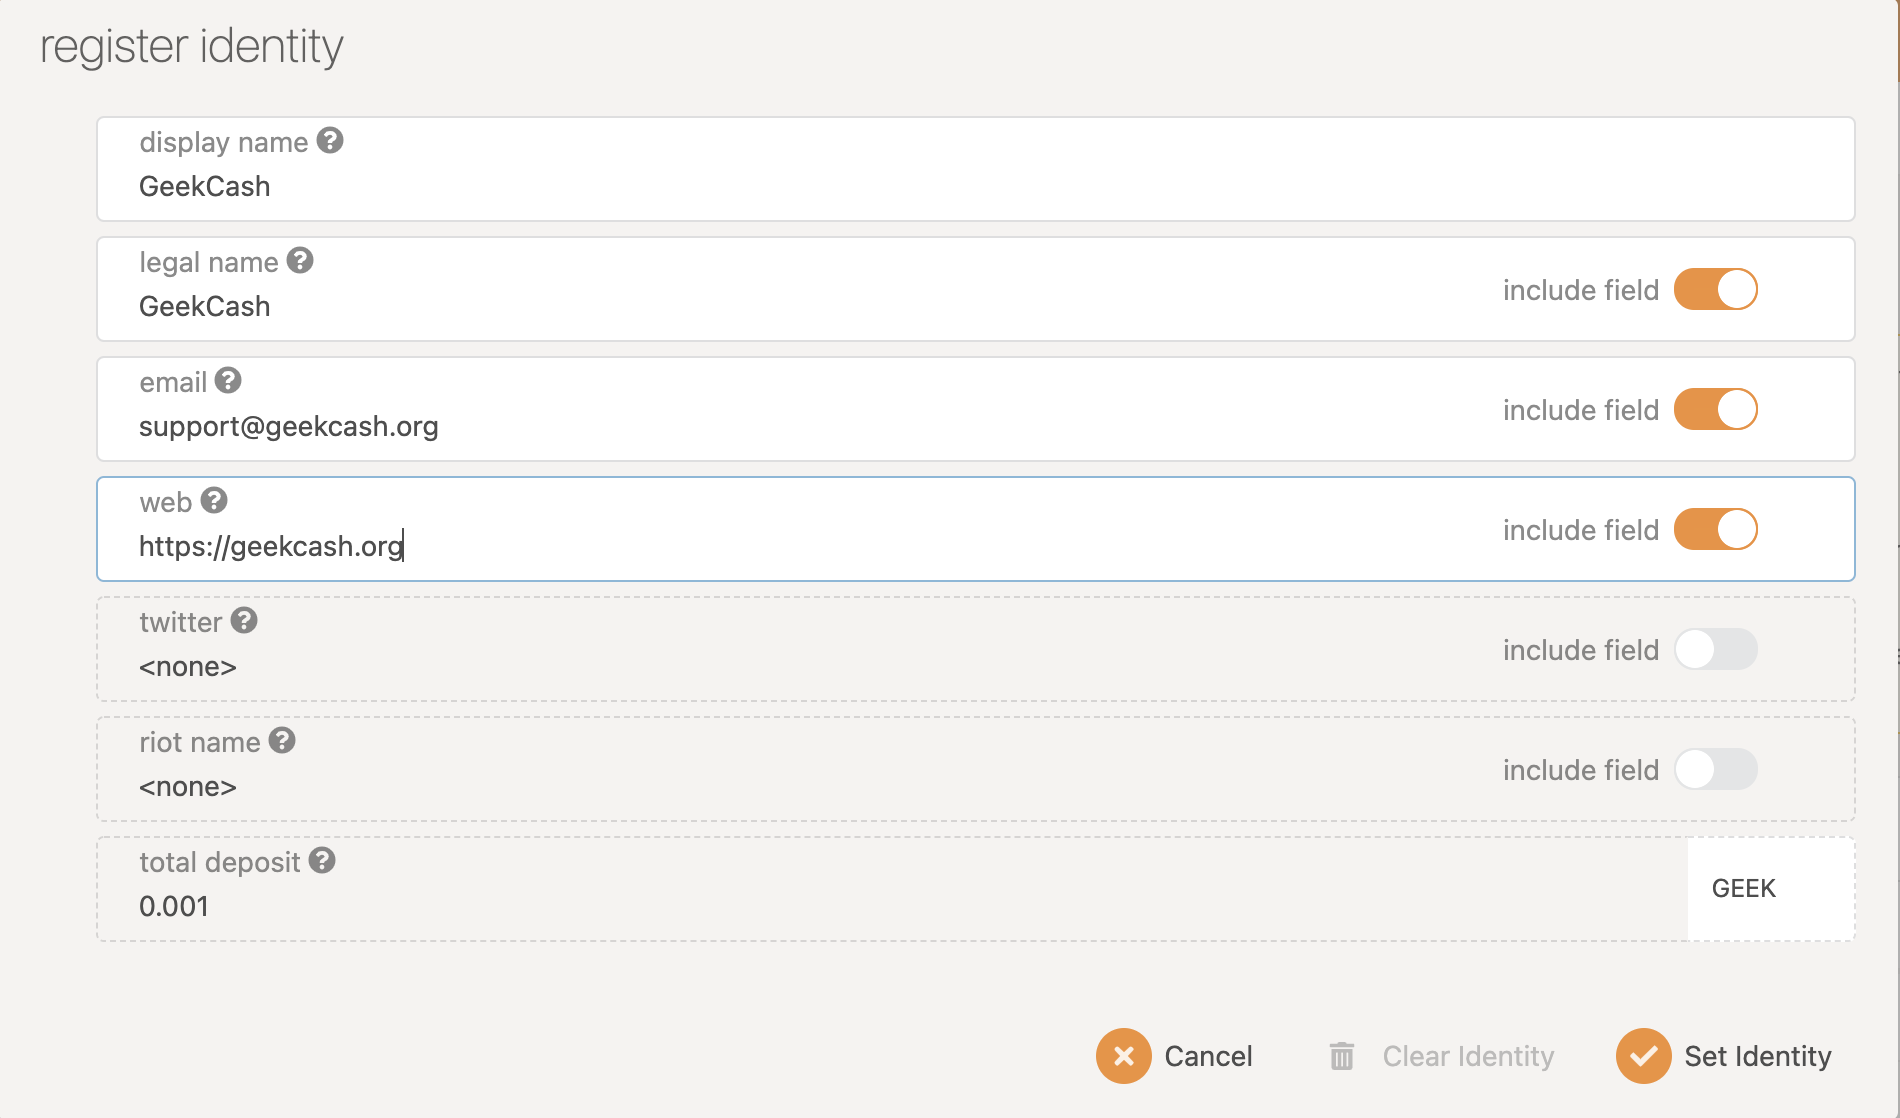 register identity
display name
GeekCash
legal name
GeekCash
include field
email
support@geekcash.org
include field
web
https://geekcash.org
include field
twitter
<none>
include field
riot name
<none>
include field
total deposit
0.001
GEEK
Cancel
Clear Identity
Set Identity